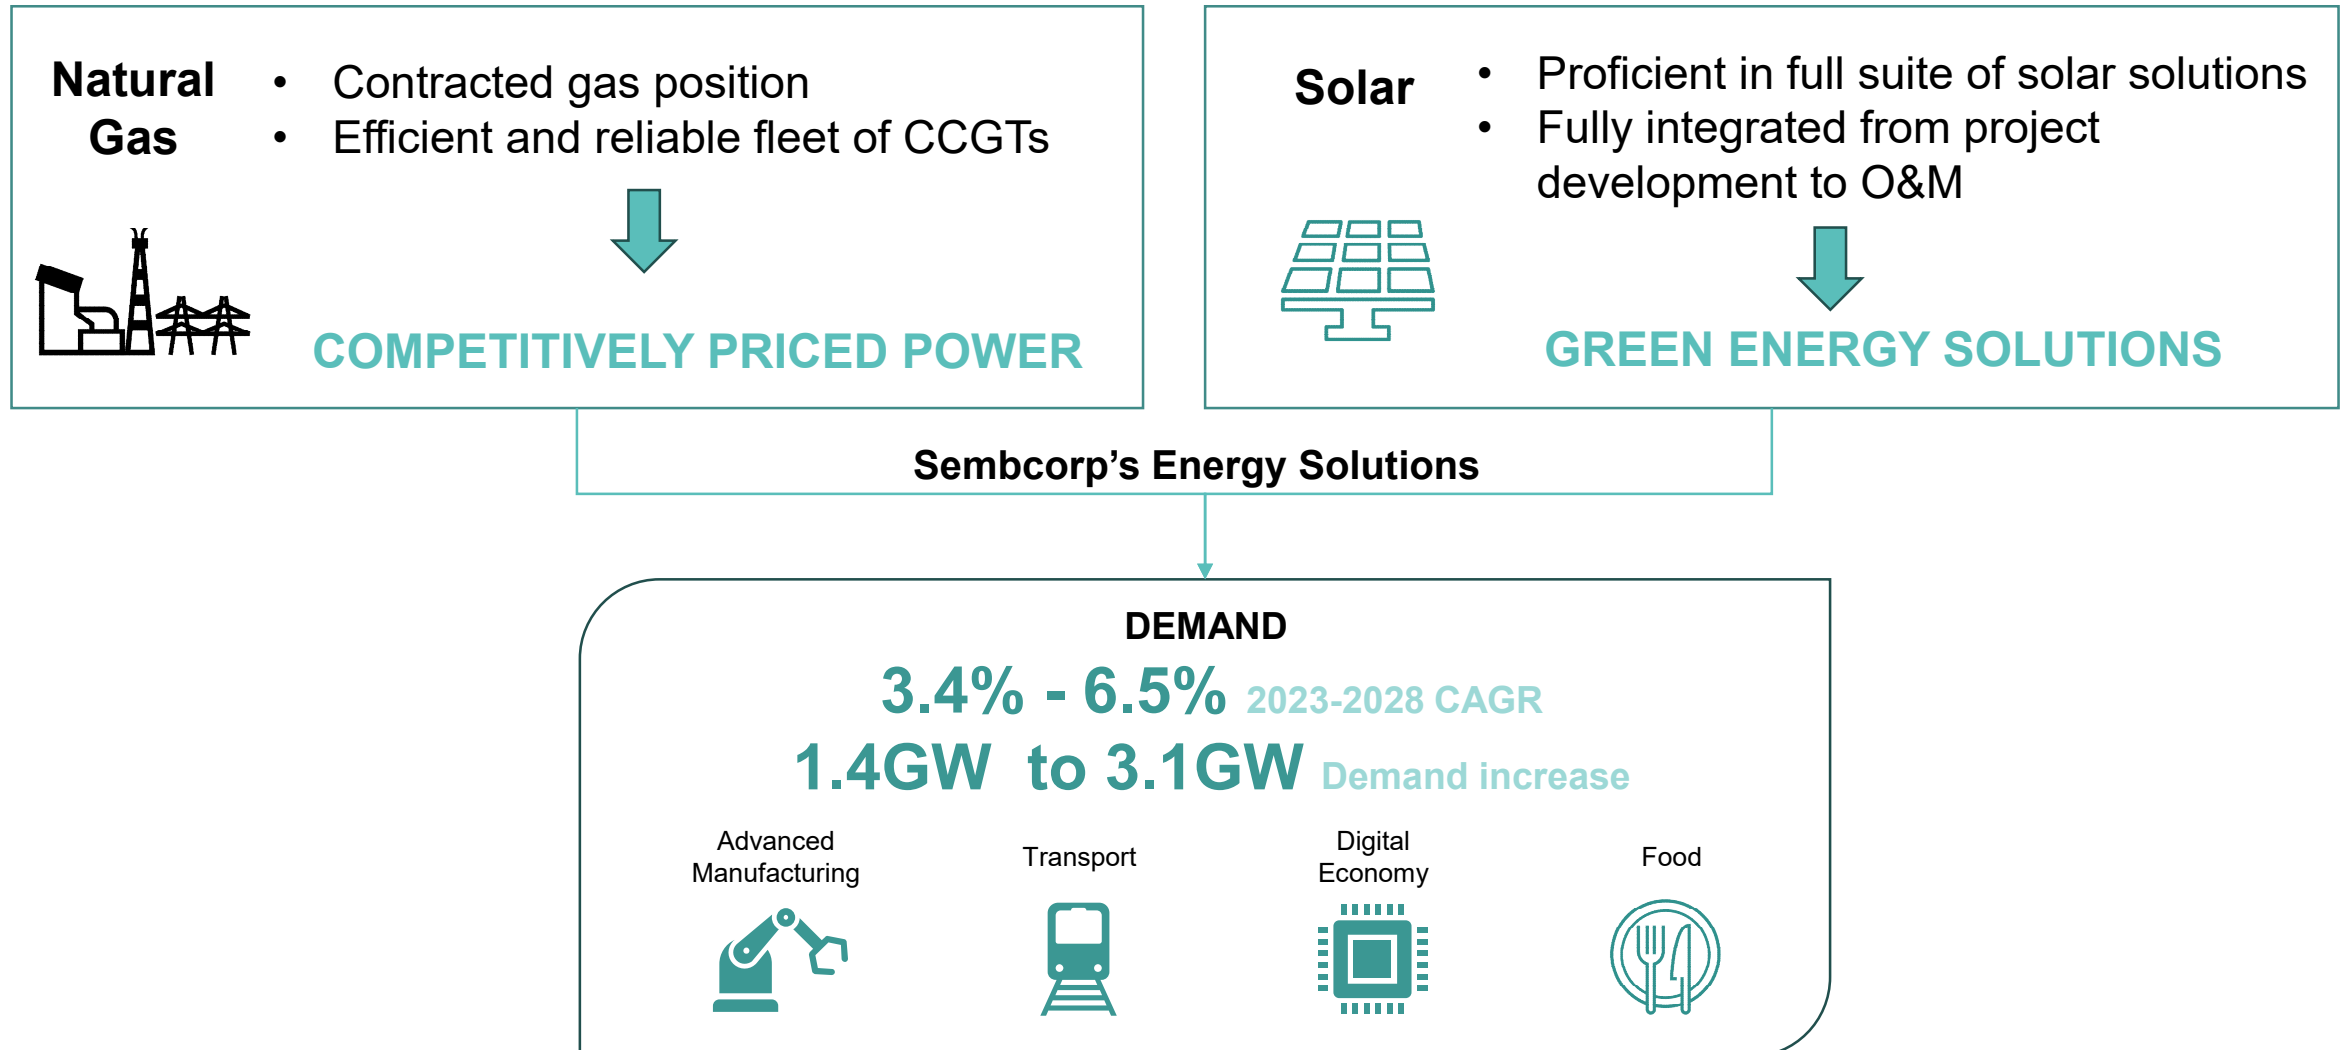 Natural
Gas
• Contracted gas position
• Efficient and reliable fleet of CCGTs
COMPETITIVELY PRICED POWER
Solar
• Proficient in full suite of solar solutions
• Fully integrated from project
development to O&M
GREEN ENERGY SOLUTIONS
Sembcorp’s Energy Solutions
DEMAND
3.4% - 6.5% 2023-2028 CAGR
1.4GW to 3.1GW Demand increase
Advanced
Manufacturing
Transport
Digital
Economy
Food